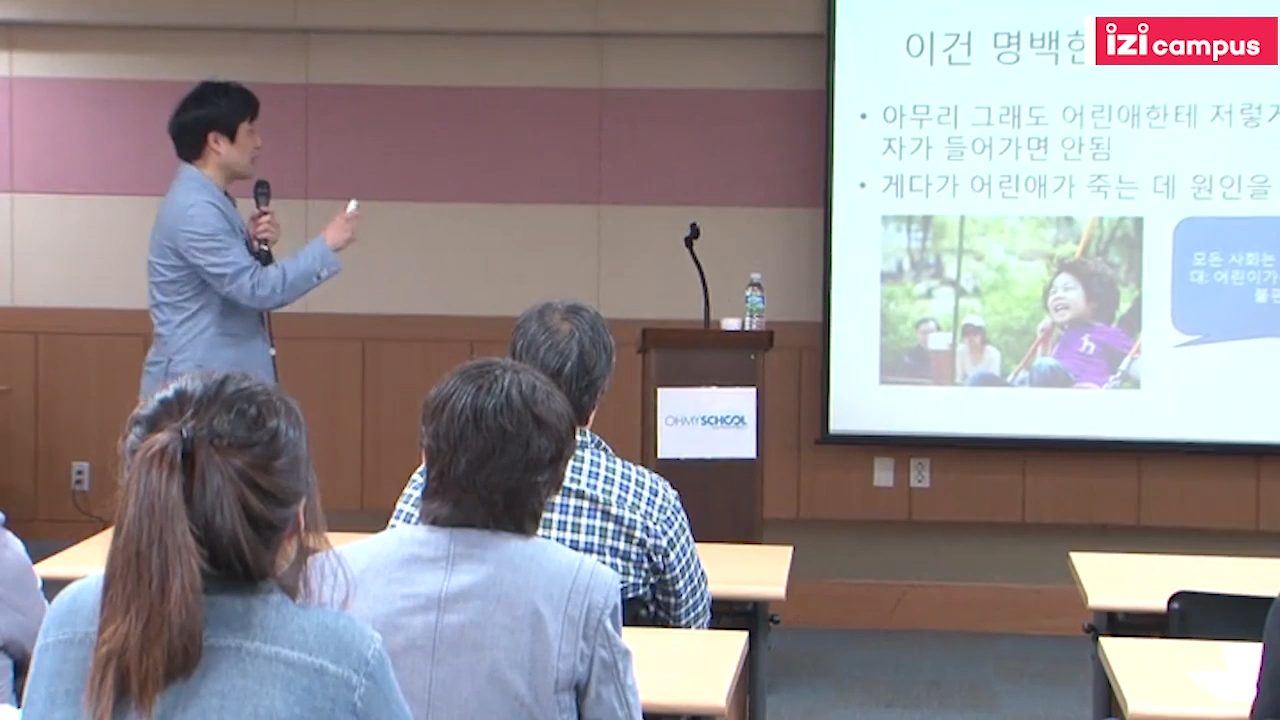 이건 명백한
izi campus
아무리 그래도 어린애한테 저렇게
자가 들어가면 안됨
게다가 어린애가 죽는 데 원인을
모든 사회는
대: 어린이가
OHMYSCHOOL